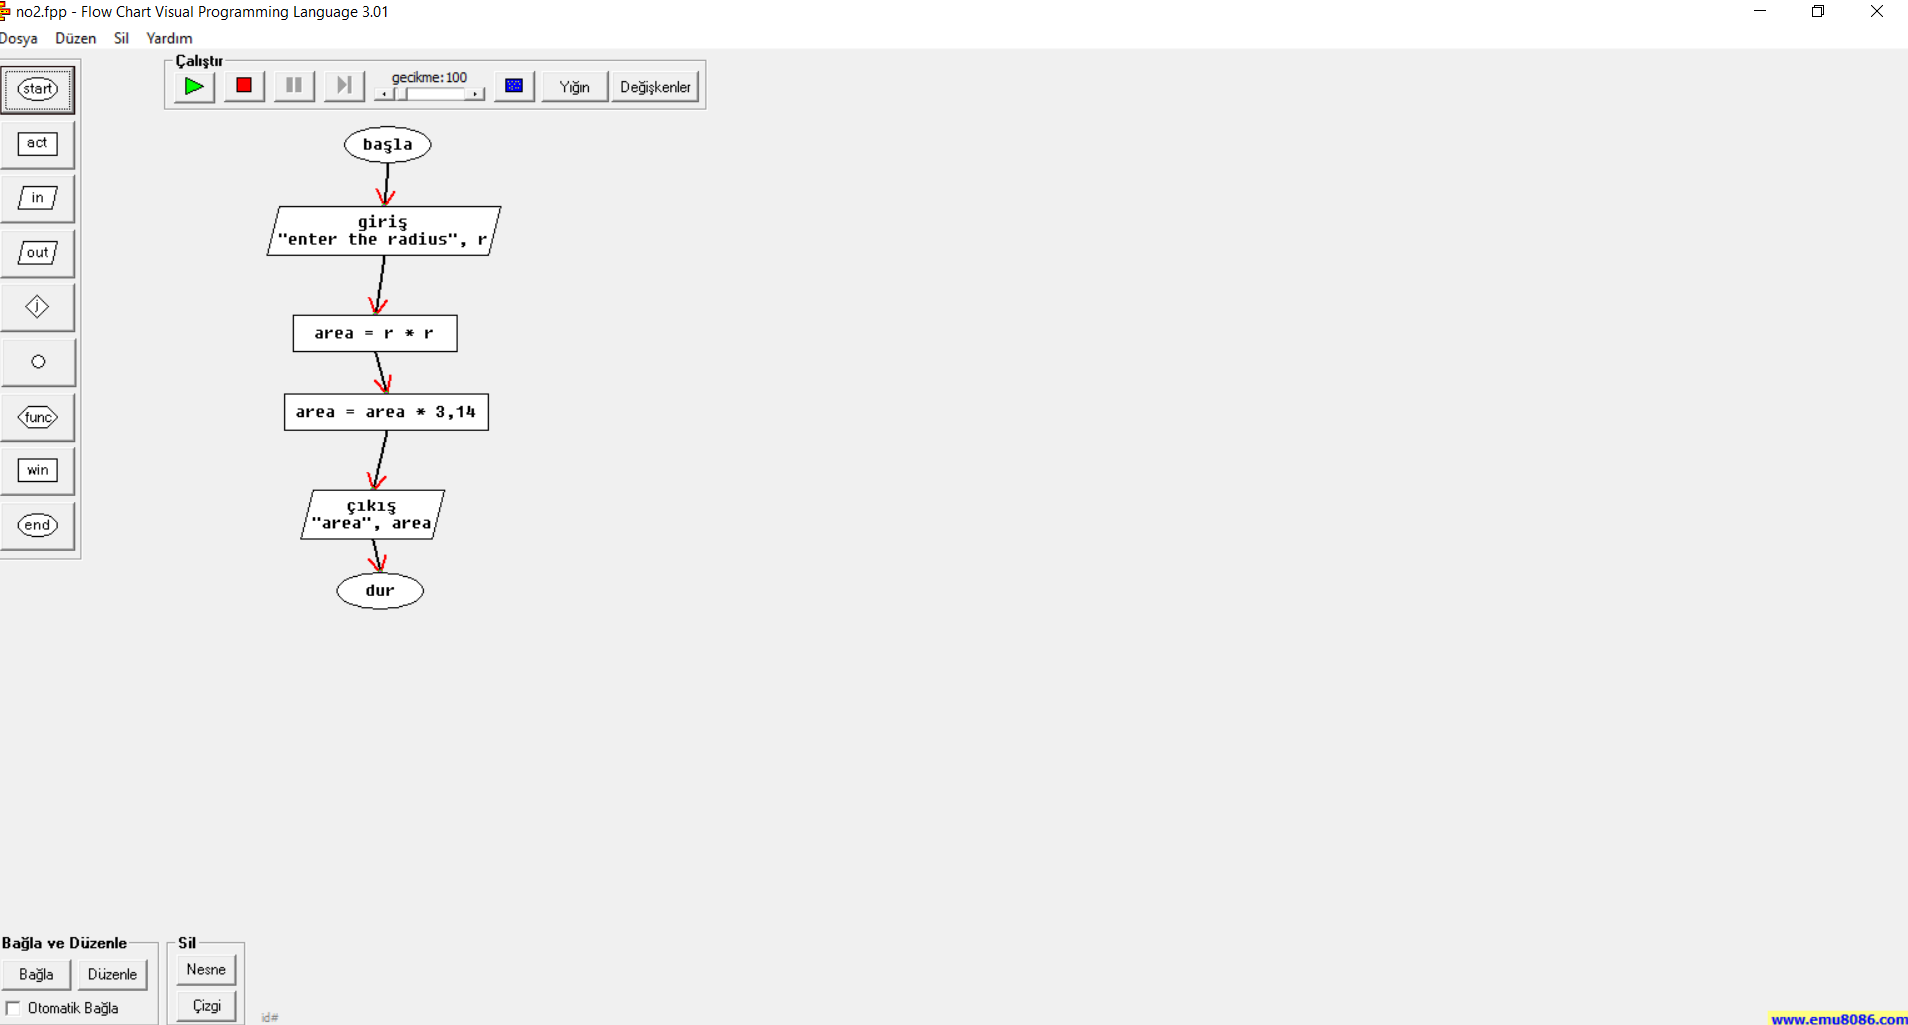 no2.fpp - Flow Chart Visual Programming Language 3.01
Dosya Düzen Sil Yardım
Çalıştır
gecikme:100
Yığın
Değişkenler
start
act
in
out
j
func
win
end
başla
giriş
"enter the radius", r
area = r * r
area = area * 3,14
çıkış
"area", area
dur
Bağla ve Düzenle
Bağla Düzenle
Otomatik Bağla
Sil
Nesne
Çizgi
id#
www.emu8086.com